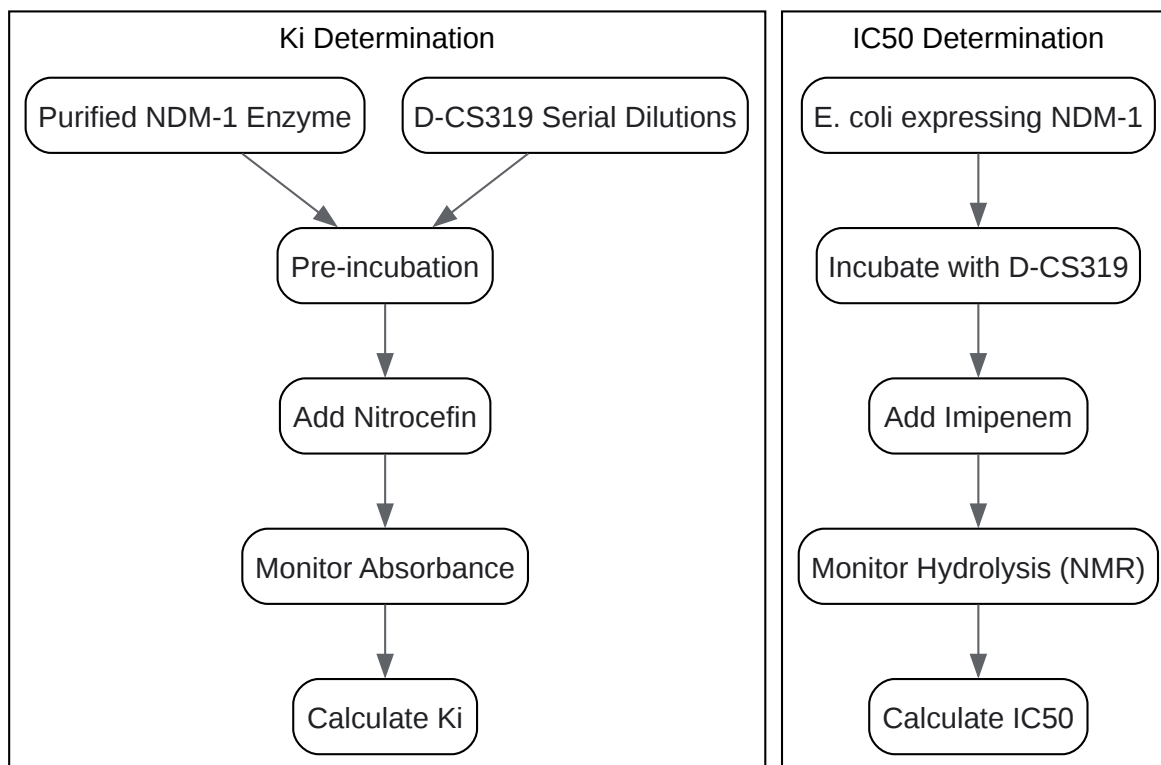 Ki Determination
Purified NDM-1 Enzyme
D-CS319 Serial Dilutions
Pre-incubation
Add Nitrocefin
Monitor Absorbance
Calculate Ki
IC50 Determination
E. coli expressing NDM-1
Incubate with D-CS319
Add Imipenem
Monitor Hydrolysis (NMR)
Calculate IC50